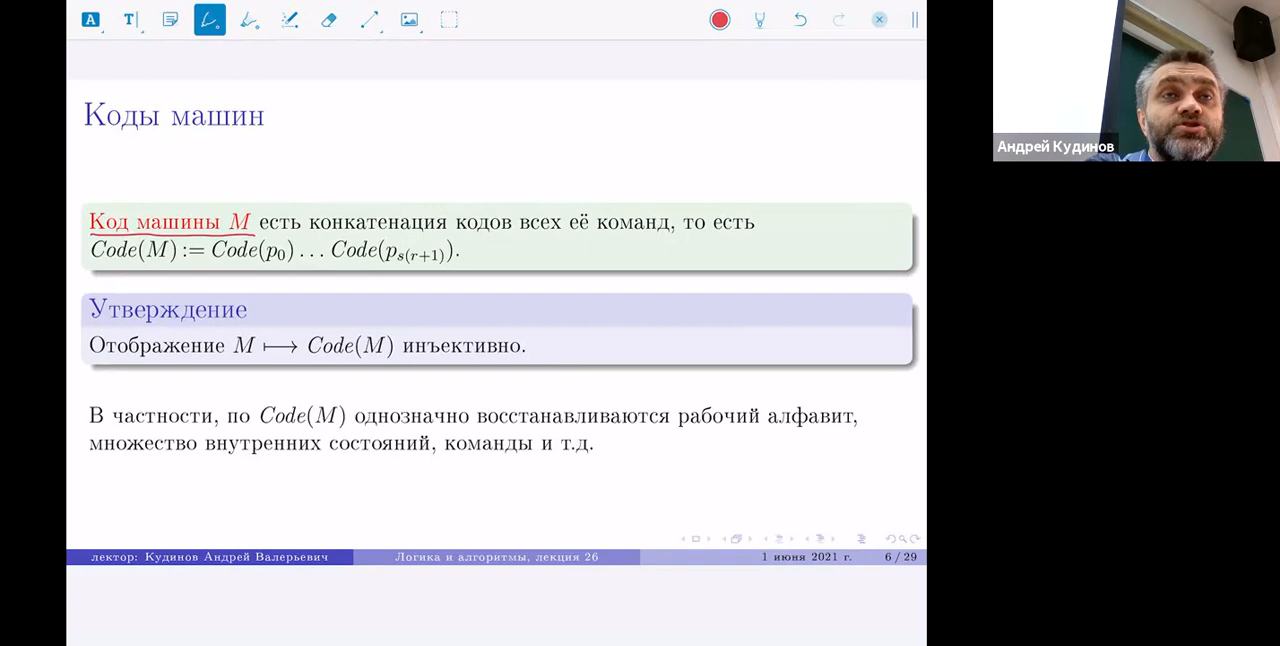 A T
Коды машин
Андрей Кудинов
Код машины M есть конкатенация кодов всех её команд, то есть
Code(M) := Code(p₀) . . . Code(pₛ₍ᵣ₊₁₎).
Утверждение
Отображение M ⟼ Code(M) инъективно.
В частности, по Code(M) однозначно восстанавливаются рабочий алфавит,
множество внутренних состояний, команды и т.д.
лектор: Кудинов Андрей Валерьевич Логика и алгоритмы, лекция 26 1 июня 2021 г. 6 / 29